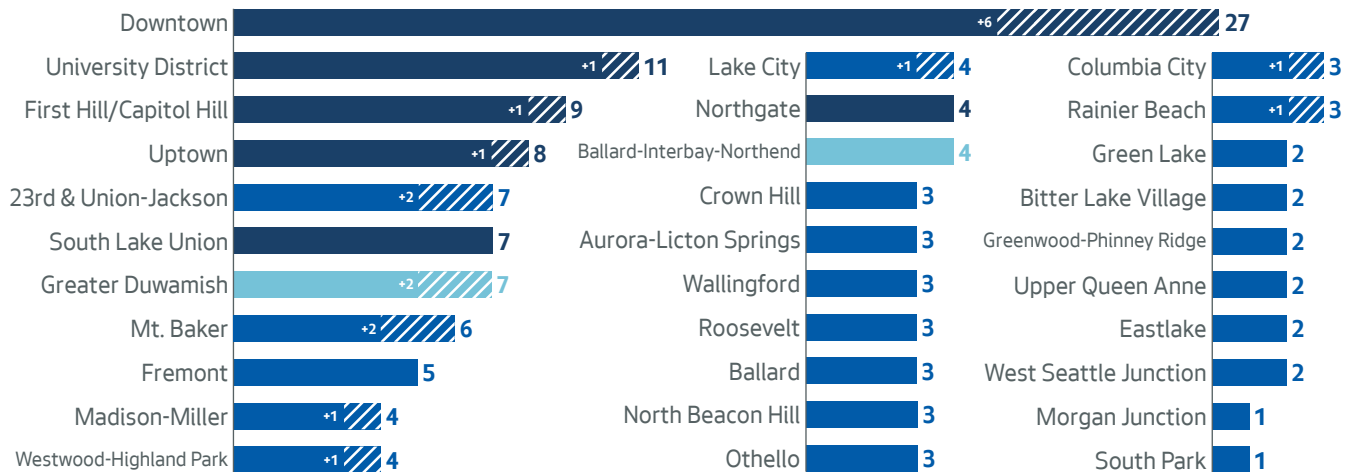 Downtown +6 27
University District +1 11
First Hill/Capitol Hill +1 9
Uptown +1 8
23rd & Union-Jackson +2 7
South Lake Union 7
Greater Duwamish +2 7
Mt. Baker +2 6
Fremont 5
Madison-Miller +1 4
Westwood-Highland Park +1 4
Lake City +1 4
Northgate 4
Ballard-Interbay-Northend 4
Crown Hill 3
Aurora-Licton Springs 3
Wallingford 3
Roosevelt 3
Ballard 3
North Beacon Hill 3
Othello 3
Columbia City +1 3
Rainier Beach +1 3
Green Lake 2
Bitter Lake Village 2
Greenwood-Phinney Ridge 2
Upper Queen Anne 2
Eastlake 2
West Seattle Junction 2
Morgan Junction 1
South Park 1